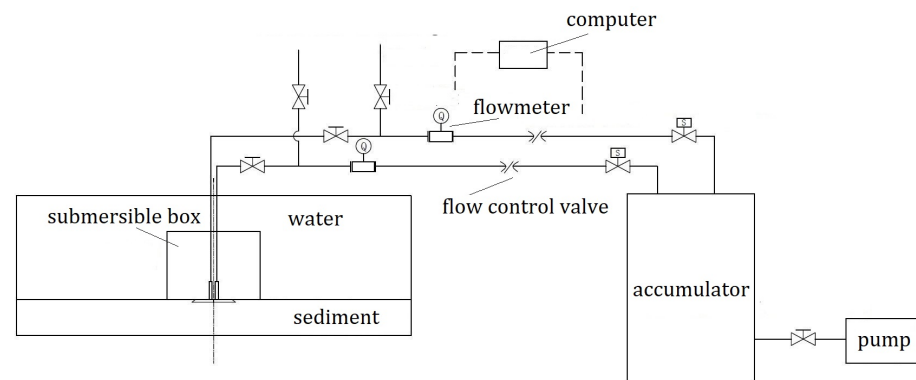 computer
flowmeter
Q
S
Q
S
flow control valve
submersible box
water
accumulator
sediment
pump